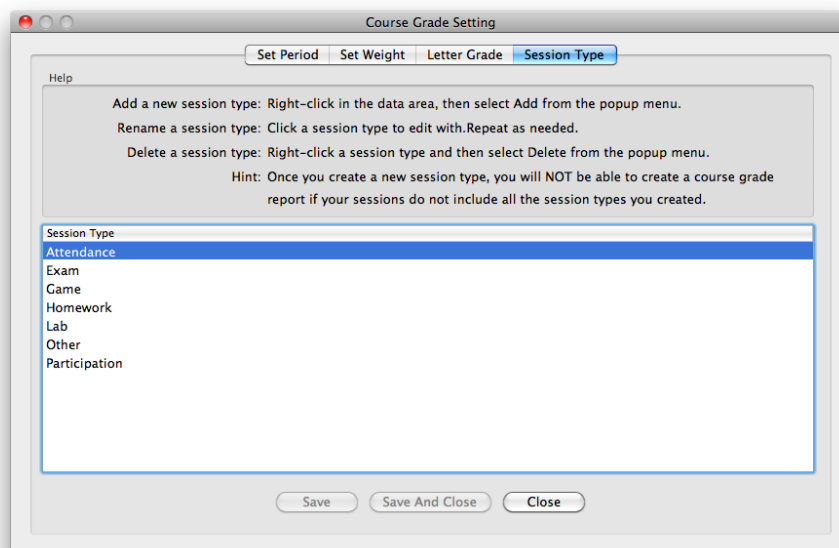 Course Grade Setting
Set Period Set Weight Letter Grade Session Type
Help
Add a new session type: Right-click in the data area, then select Add from the popup menu.
Rename a session type: Click a session type to edit with.Repeat as needed.
Delete a session type: Right-click a session type and then select Delete from the popup menu.
Hint: Once you create a new session type, you will NOT be able to create a course grade
report if your sessions do not include all the session types you created.
Session Type
Attendance
Exam
Game
Homework
Lab
Other
Participation
Save Save And Close Close